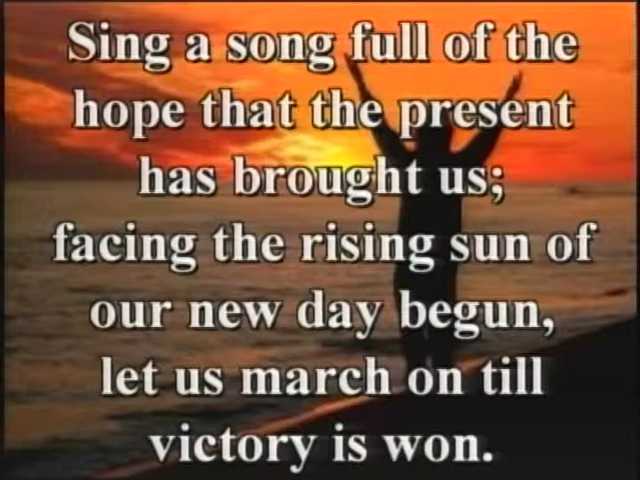 Sing a song full of the
hope that the present
has brought us;
facing the rising sun of
our new day begun,
let us march on till
victory is won.